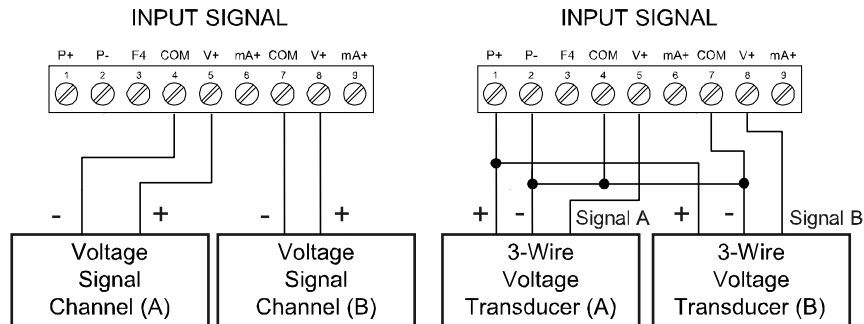 INPUT SIGNAL
P+ P- F4 COM V+ mA+ COM V+ mA+
1 2 3 4 5 6 7 8 9
- + - +
Voltage
Signal
Channel (A)
Voltage
Signal
Channel (B)
INPUT SIGNAL
P+ P- F4 COM V+ mA+ COM V+ mA+
1 2 3 4 5 6 7 8 9
+ - Signal A + - Signal B
3-Wire
Voltage
Transducer (A)
3-Wire
Voltage
Transducer (B)